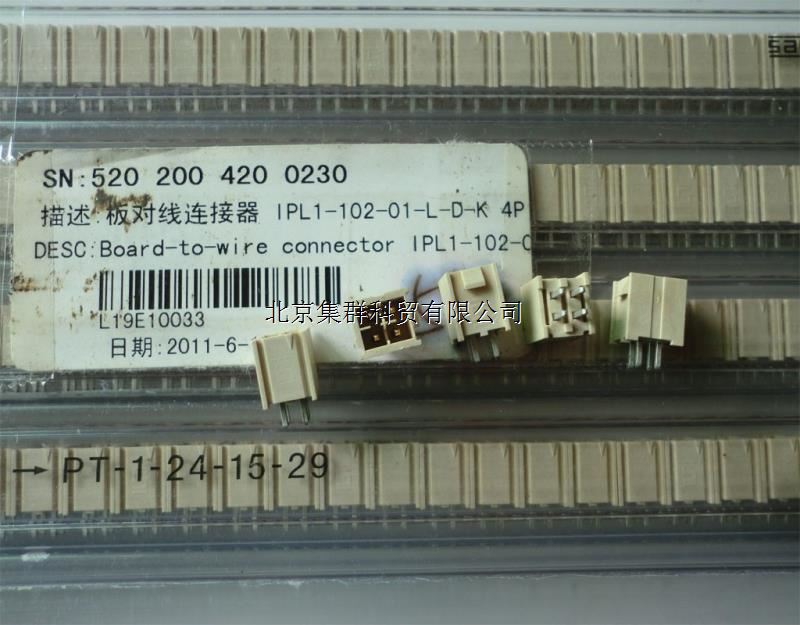 SN:520 200 420 0230
描述:板对线连接器 IPL1-102-01-L-D-K 4P
DESC:Board-to-wire connector IPL1-102-
北京集群科贸有限公司
L19E10033
日期:2011-6-
→PT-1-24-15-29